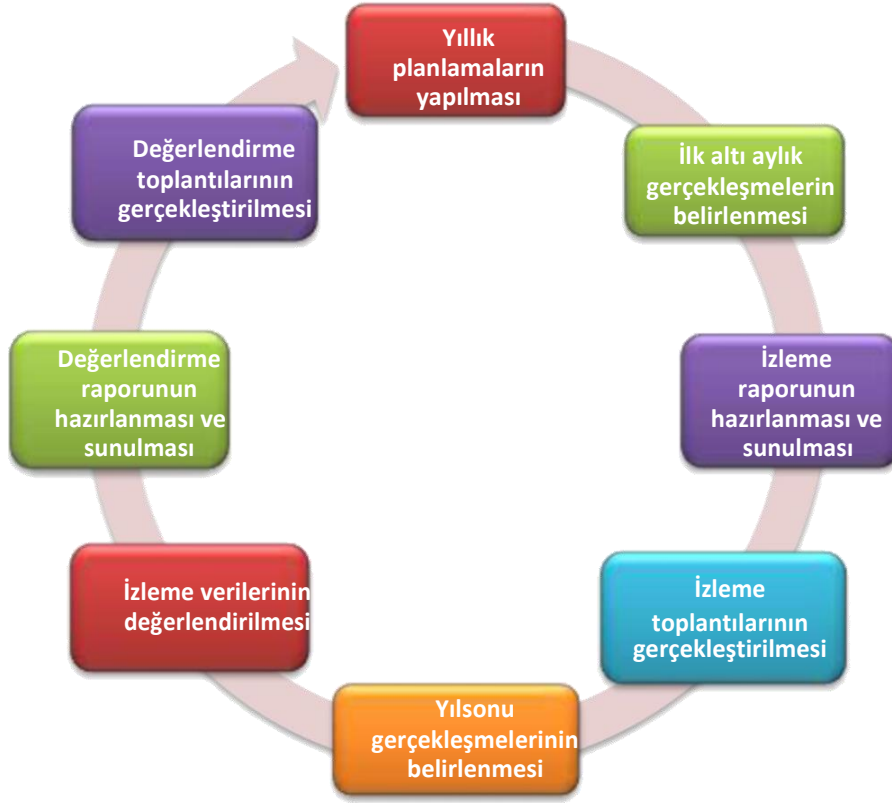 Yıllık
planlamaların
yapılması
İlk altı aylık
gerçekleşmelerin
belirlenmesi
İzleme
raporunun
hazırlanması ve
sunulması
İzleme
toplantılarının
gerçekleştirilmesi
Yılsonu
gerçekleşmelerinin
belirlenmesi
İzleme verilerinin
değerlendirilmesi
Değerlendirme
raporunun
hazırlanması ve
sunulması
Değerlendirme
toplantılarının
gerçekleştirilmesi